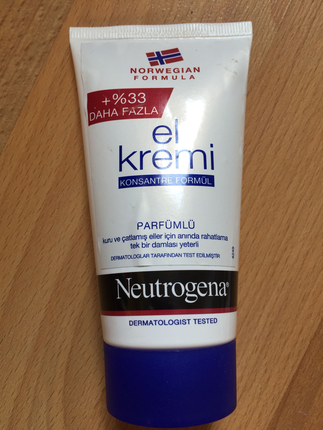 NORWEGIAN
FORMULA
+%33
DAHA FAZLA
el
kremi
KONSANTRE FORMÜL
PARFÜMLÜ
kuru ve çatlamış eller için anında rahatlama
tek bir damlası yeterli
DERMATOLOGLAR TARAFINDAN TEST EDİLMİŞTİR
Neutrogena®
DERMATOLOGIST TESTED